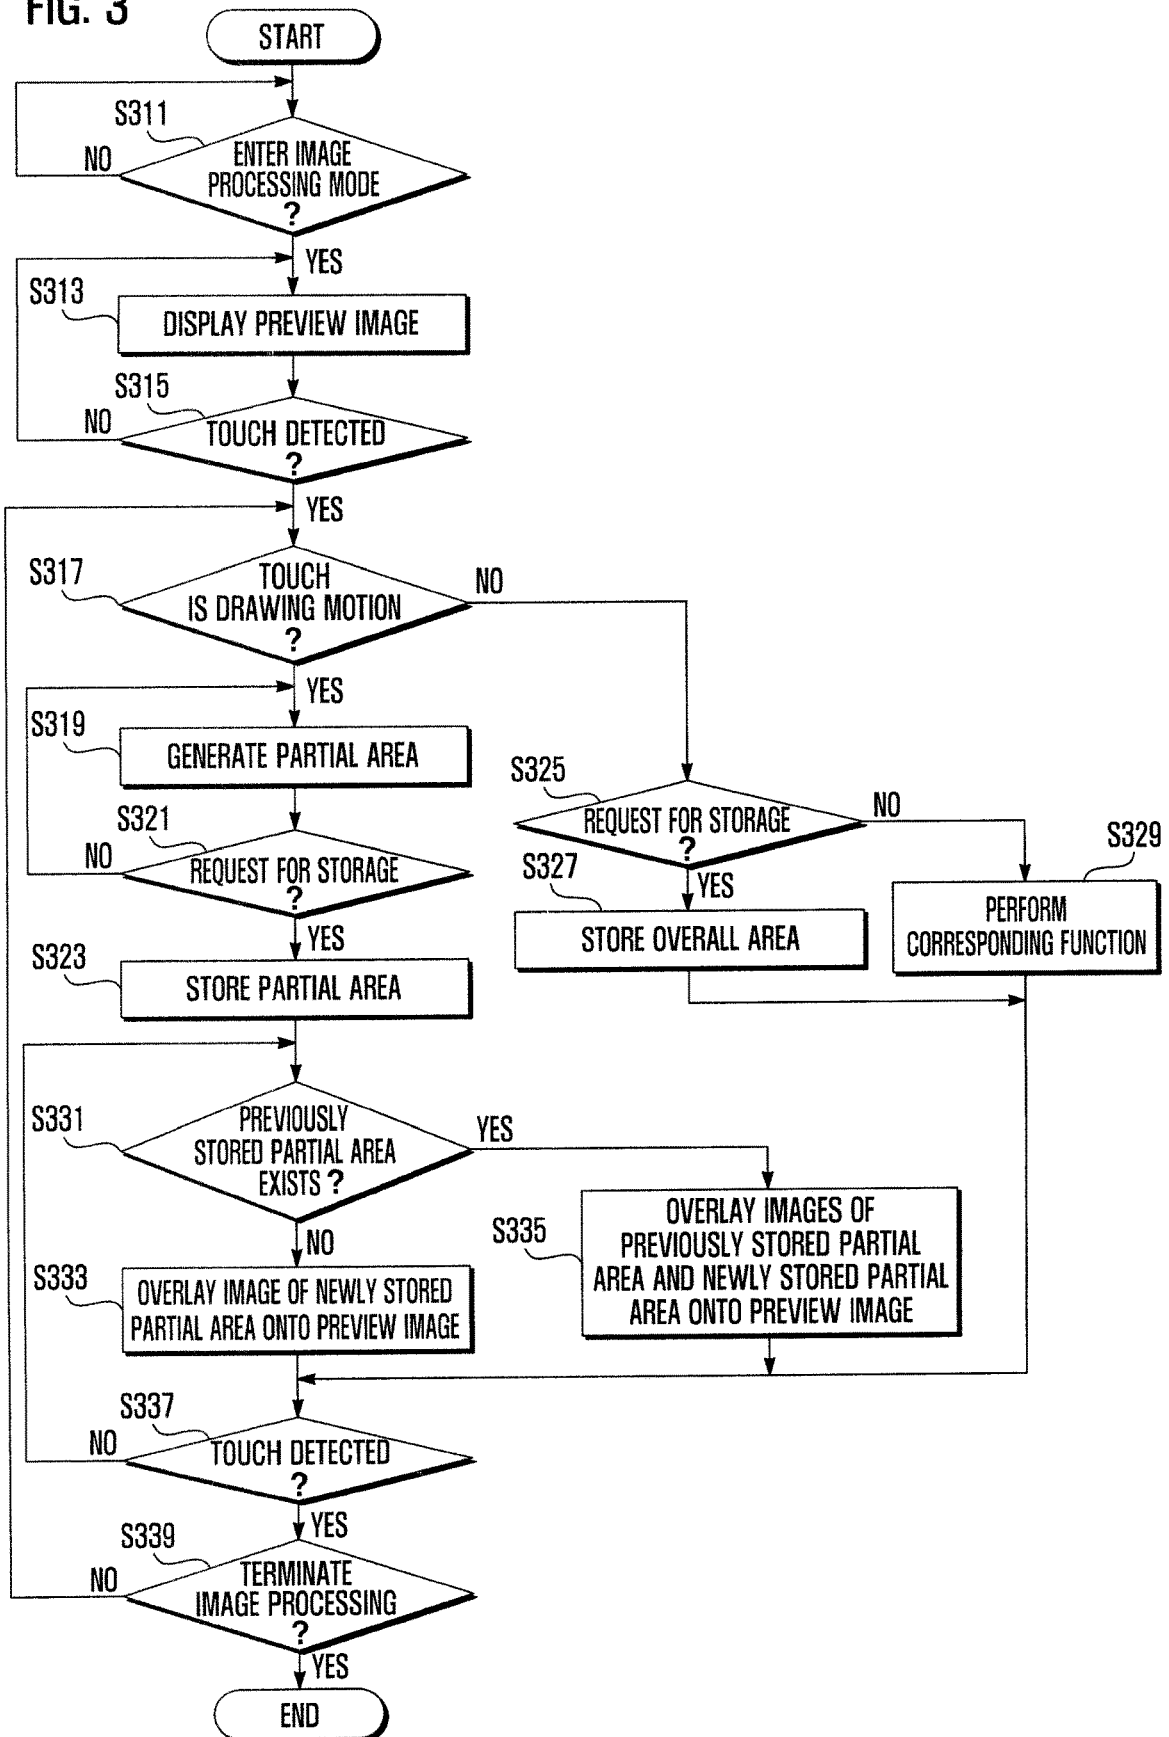 FIG. 3
START
S311
NO
ENTER IMAGE
PROCESSING MODE
?
YES
S313
DISPLAY PREVIEW IMAGE
S315
NO
TOUCH DETECTED
?
YES
S317
TOUCH
IS DRAWING MOTION
?
NO
YES
S319
GENERATE PARTIAL AREA
S321
NO
REQUEST FOR STORAGE
?
YES
S323
STORE PARTIAL AREA
S325
REQUEST FOR STORAGE
?
NO
YES
S327
STORE OVERALL AREA
S329
PERFORM
CORRESPONDING FUNCTION
S331
PREVIOUSLY
STORED PARTIAL AREA
EXISTS ?
YES
NO
S333
OVERLAY IMAGE OF NEWLY STORED
PARTIAL AREA ONTO PREVIEW IMAGE
S335
OVERLAY IMAGES OF
PREVIOUSLY STORED PARTIAL
AREA AND NEWLY STORED PARTIAL
AREA ONTO PREVIEW IMAGE
S337
NO
TOUCH DETECTED
?
YES
S339
NO
TERMINATE
IMAGE PROCESSING
?
YES
END